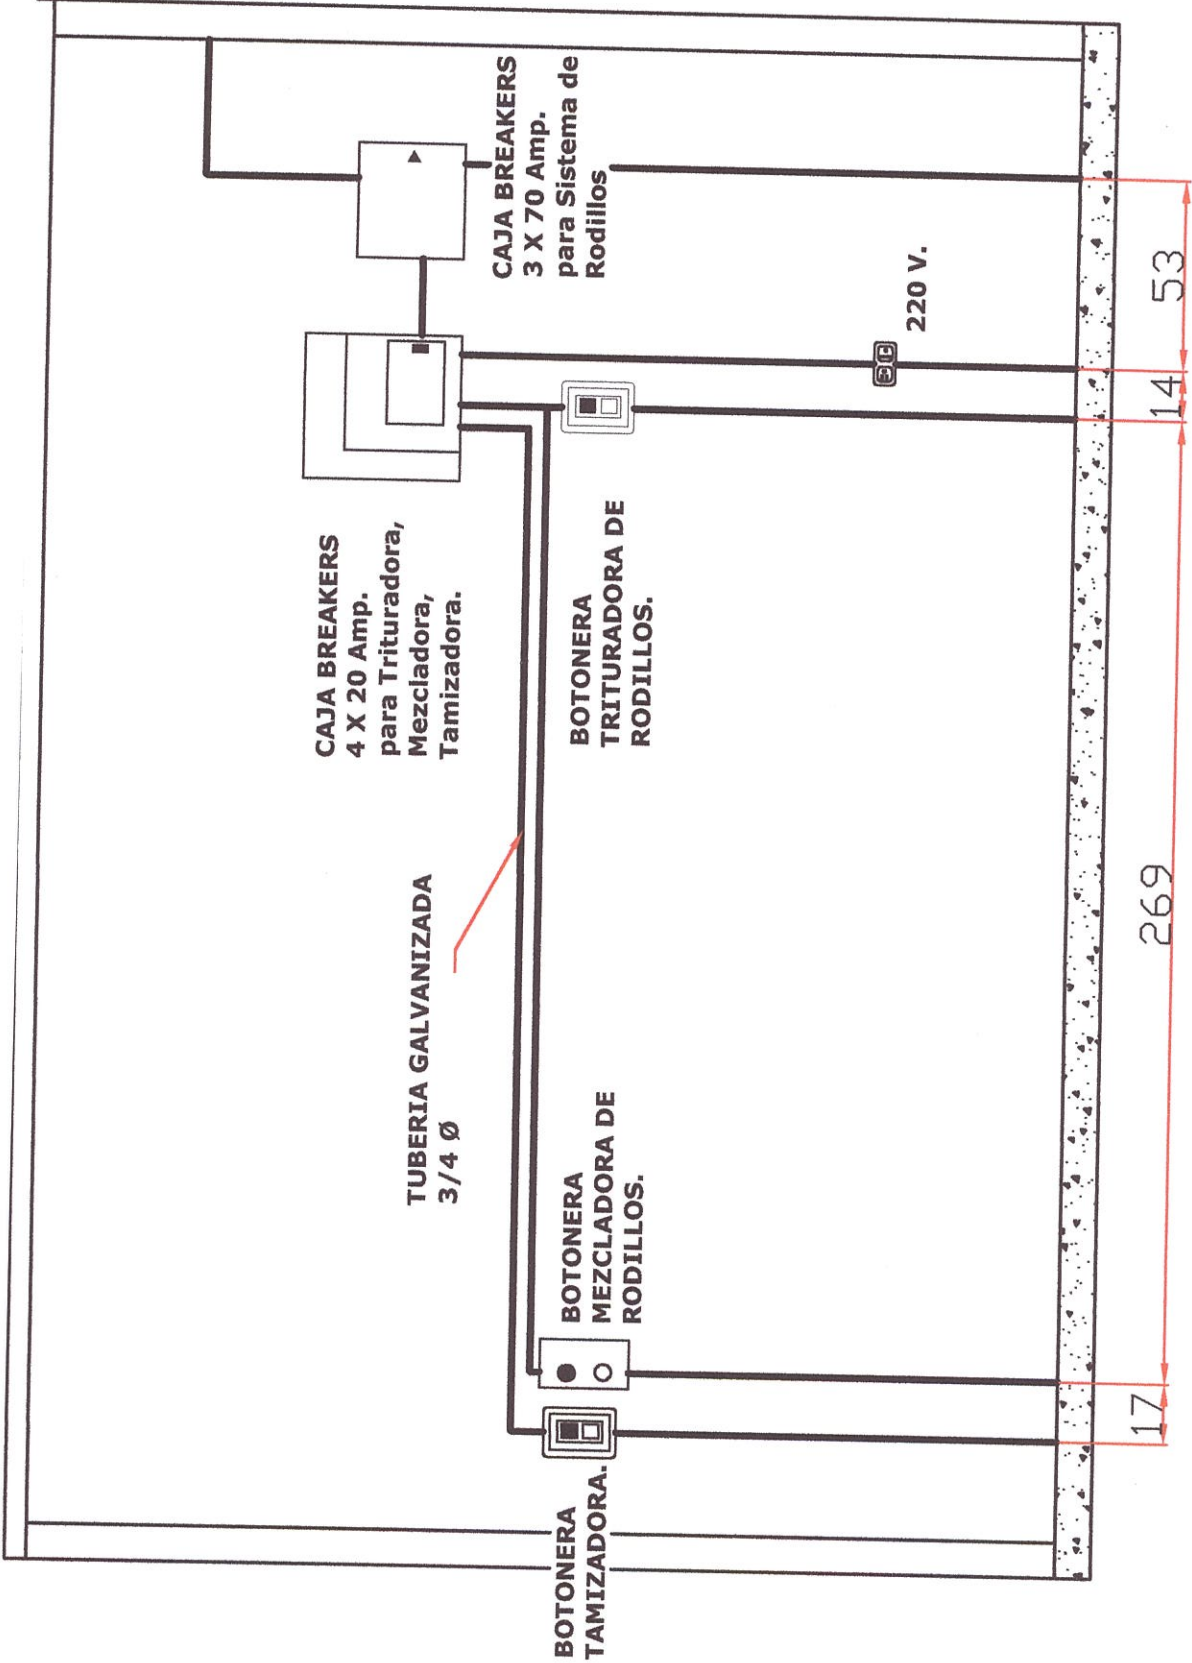 CAJA BREAKERS
4 X 20 Amp.
para Trituradora,
Mezcladora,
Tamizadora.
CAJA BREAKERS
3 X 70 Amp.
para Sistema de
Rodillos
TUBERIA GALVANIZADA
3/4 Ø
BOTONERA
TAMIZADORA.
BOTONERA
MEZCLADORA DE
RODILLOS.
BOTONERA
TRITURADORA DE
RODILLOS.
220 V.
17
269
14
53